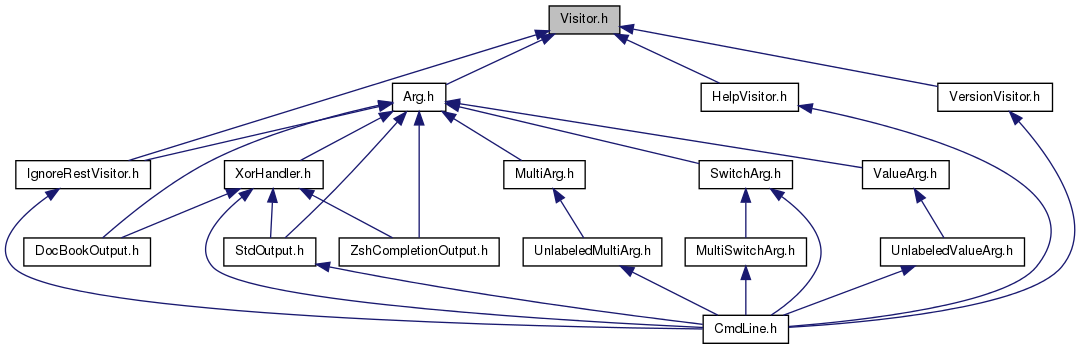 Visitor.h
Arg.h
HelpVisitor.h
VersionVisitor.h
IgnoreRestVisitor.h
XorHandler.h
MultiArg.h
SwitchArg.h
ValueArg.h
DocBookOutput.h
StdOutput.h
ZshCompletionOutput.h
UnlabeledMultiArg.h
MultiSwitchArg.h
UnlabeledValueArg.h
CmdLine.h